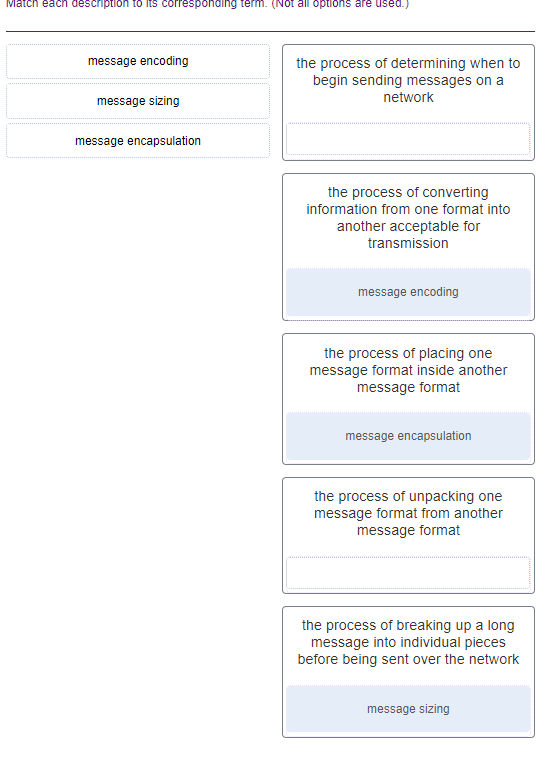 Match each description to its corresponding term. (Not all options are used.)
message encoding
message sizing
message encapsulation
the process of determining when to
begin sending messages on a
network
the process of converting
information from one format into
another acceptable for
transmission
message encoding
the process of placing one
message format inside another
message format
message encapsulation
the process of unpacking one
message format from another
message format
the process of breaking up a long
message into individual pieces
before being sent over the network
message sizing